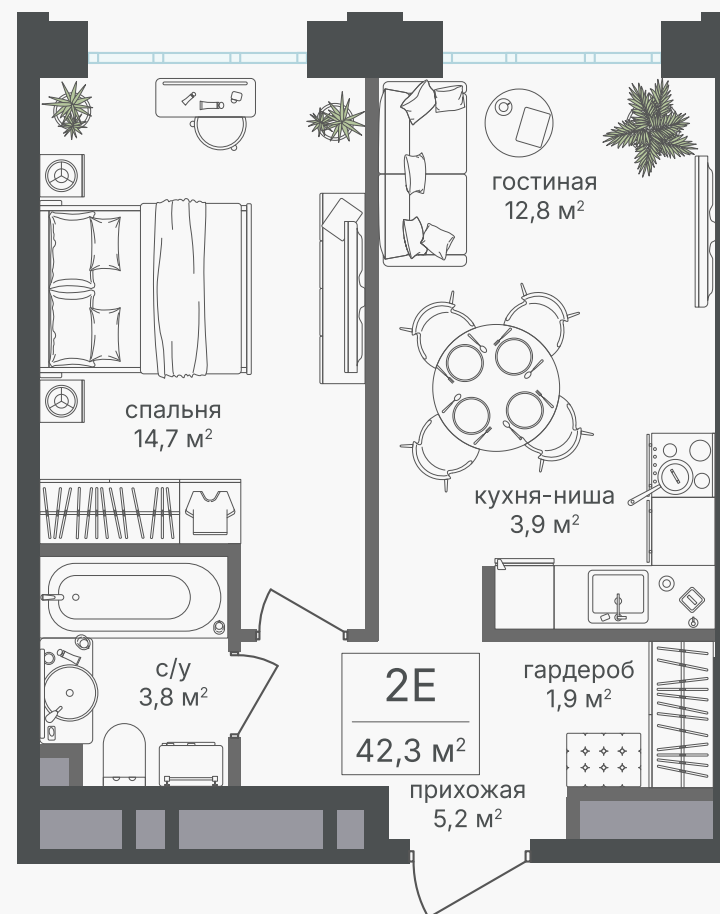 гостиная
12,8 м²
спальня
14,7 м²
кухня-ниша
3,9 м²
с/у
3,8 м²
2Е
42,3 м²
гардероб
1,9 м²
прихожая
5,2 м²